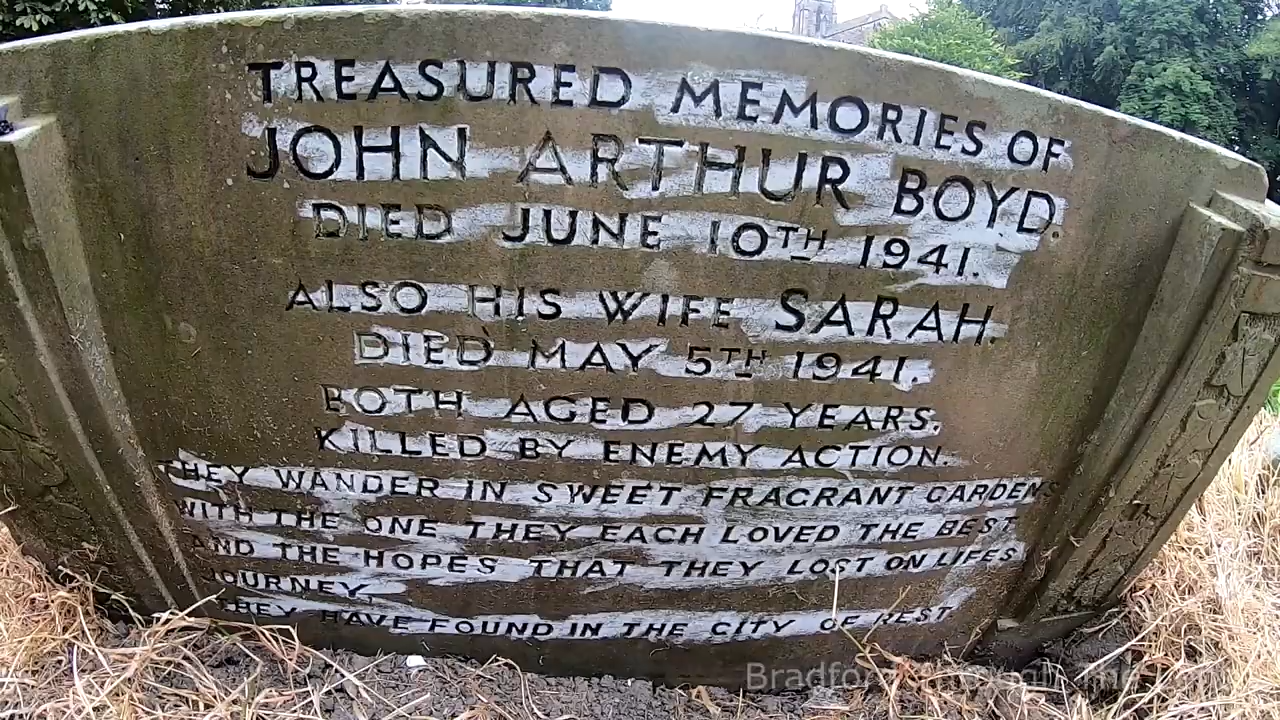 TREASURED MEMORIES OF
JOHN ARTHUR BOYD.
DIED JUNE 10TH 1941.
ALSO HIS WIFE SARAH.
DIED MAY 5TH 1941.
BOTH AGED 27 YEARS,
KILLED BY ENEMY ACTION.
THEY WANDER IN SWEET FRAGRANT GARDENS
WITH THE ONE THEY EACH LOVED THE BEST
AND THE HOPES THAT THEY LOST ON LIFES
JOURNEY,
THEY HAVE FOUND IN THE CITY OF REST
Bradford